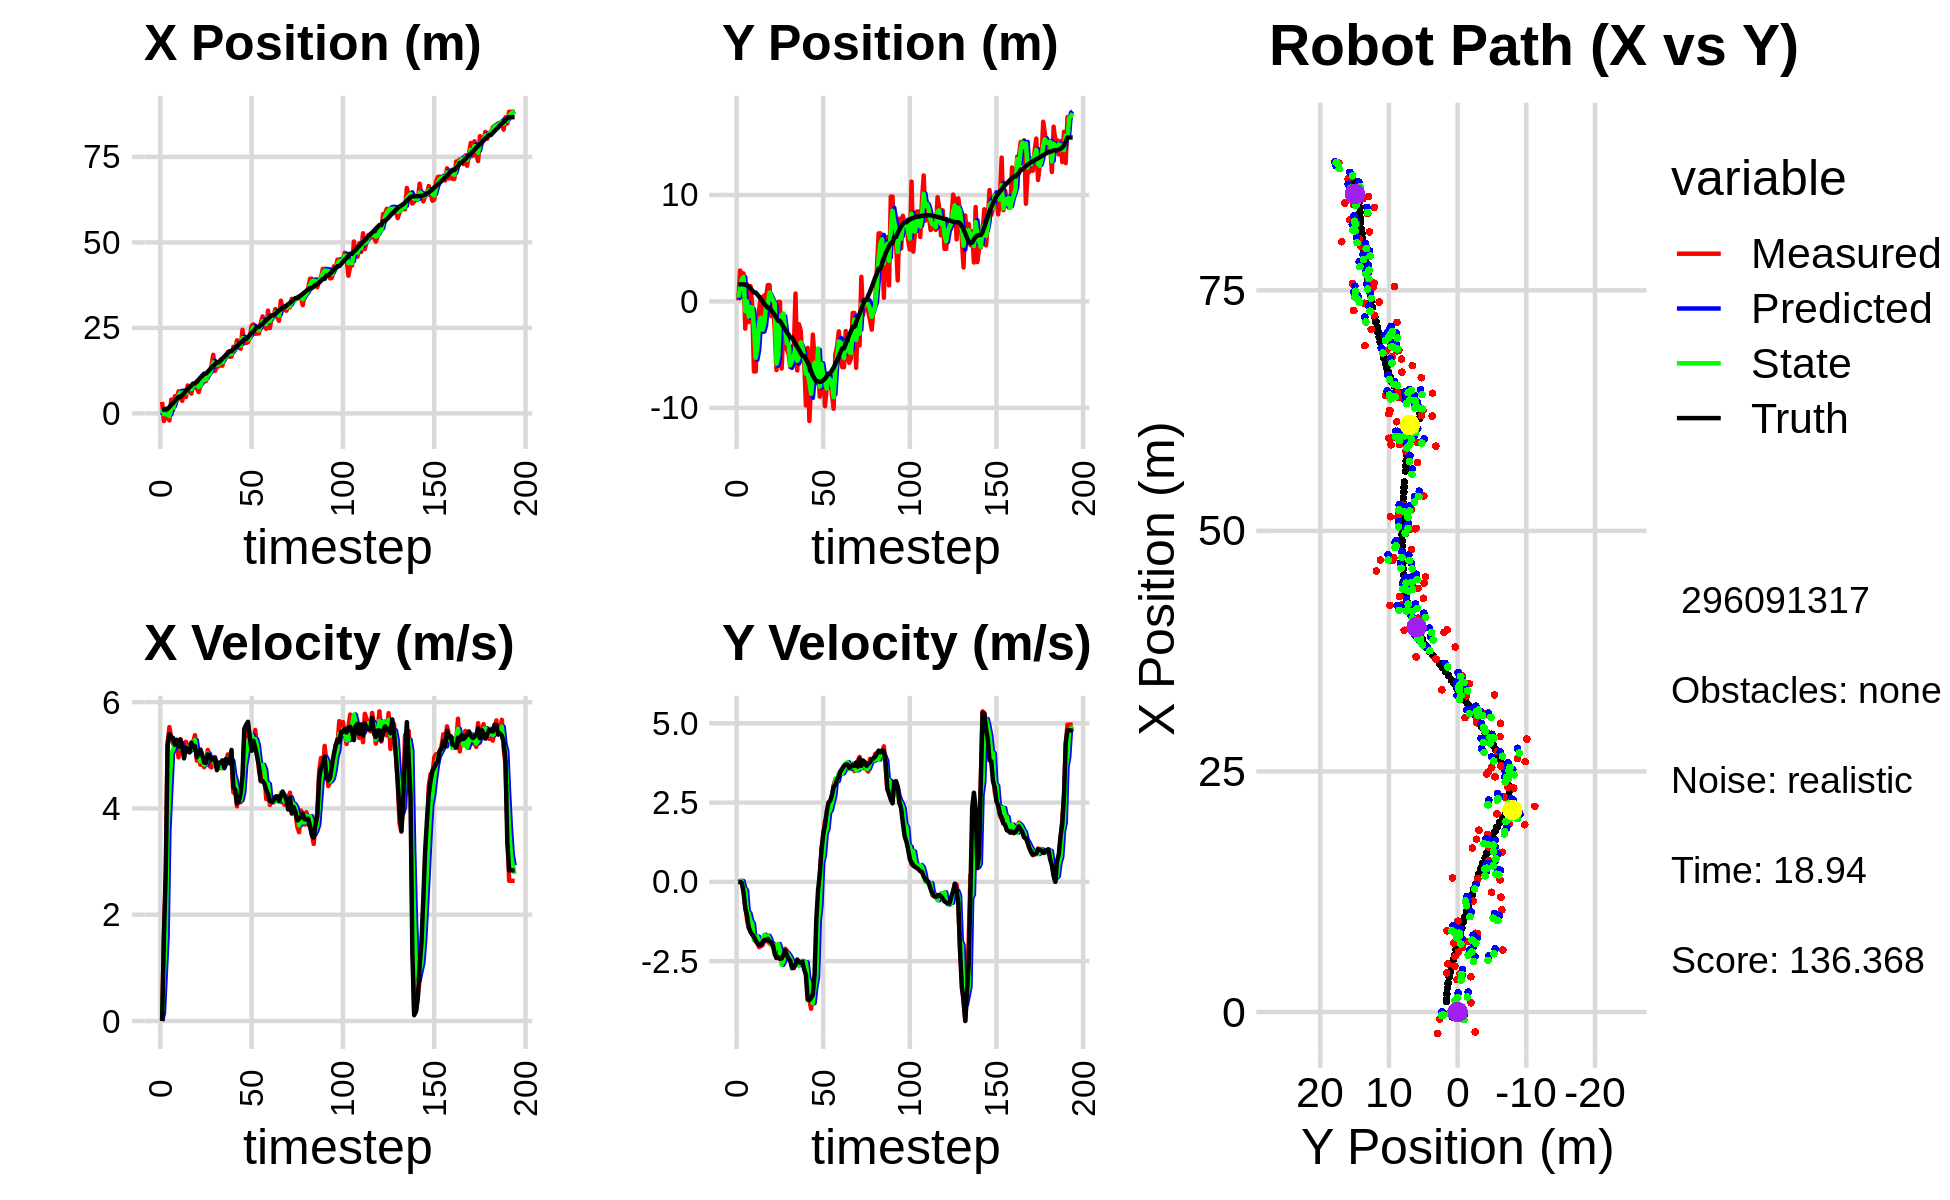 X Position (m)
75
50
25
0
0
50
100
150
200
timestep
Y Position (m)
10
0
-10
0
50
100
150
200
timestep
X Velocity (m/s)
6
4
2
0
0
50
100
150
200
timestep
Y Velocity (m/s)
5.0
2.5
0.0
-2.5
0
50
100
150
200
timestep
Robot Path (X vs Y)
X Position (m)
75
50
25
0
20 10 0 -10 -20
Y Position (m)
variable
Measured
Predicted
State
Truth
296091317
Obstacles: none
Noise: realistic
Time: 18.94
Score: 136.368